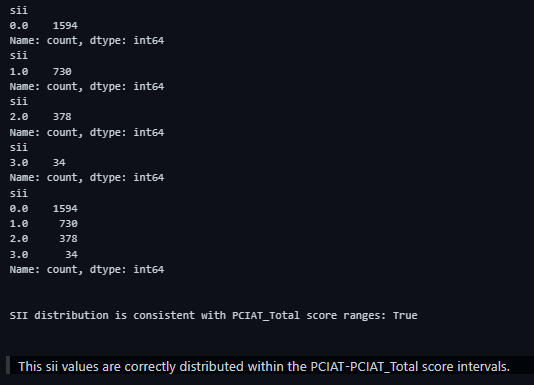 sii
0.0    1594
Name: count, dtype: int64
sii
1.0    730
Name: count, dtype: int64
sii
2.0    378
Name: count, dtype: int64
sii
3.0    34
Name: count, dtype: int64
sii
0.0    1594
1.0     730
2.0     378
3.0      34
Name: count, dtype: int64
SII distribution is consistent with PCIAT_Total score ranges: True
This sii values are correctly distributed within the PCIAT-PCIAT_Total score intervals.